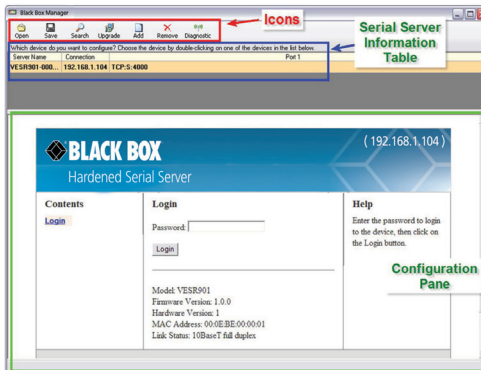 Black Box Manager
Icons
Open Save Search Upgrade Add Remove Diagnostic
Serial Server
Information
Table
Which device do you want to configure? Choose the device by double-clicking on one of the devices in the list below.
Server Name Connection Port 1
VESR901-000... 192.168.1.104 TCP:S:4000
BLACK BOX
( 192.168.1.104 )
Hardened Serial Server
Contents
Login
Login
Password:
Login
Model: VESR901
Firmware Version: 1.0.0
Hardware Version: 1
MAC Address: 00:0E:BE:00:00:01
Link Status: 10BaseT full duplex
Help
Enter the password to login
to the device, then click on
the Login button.
Configuration
Pane